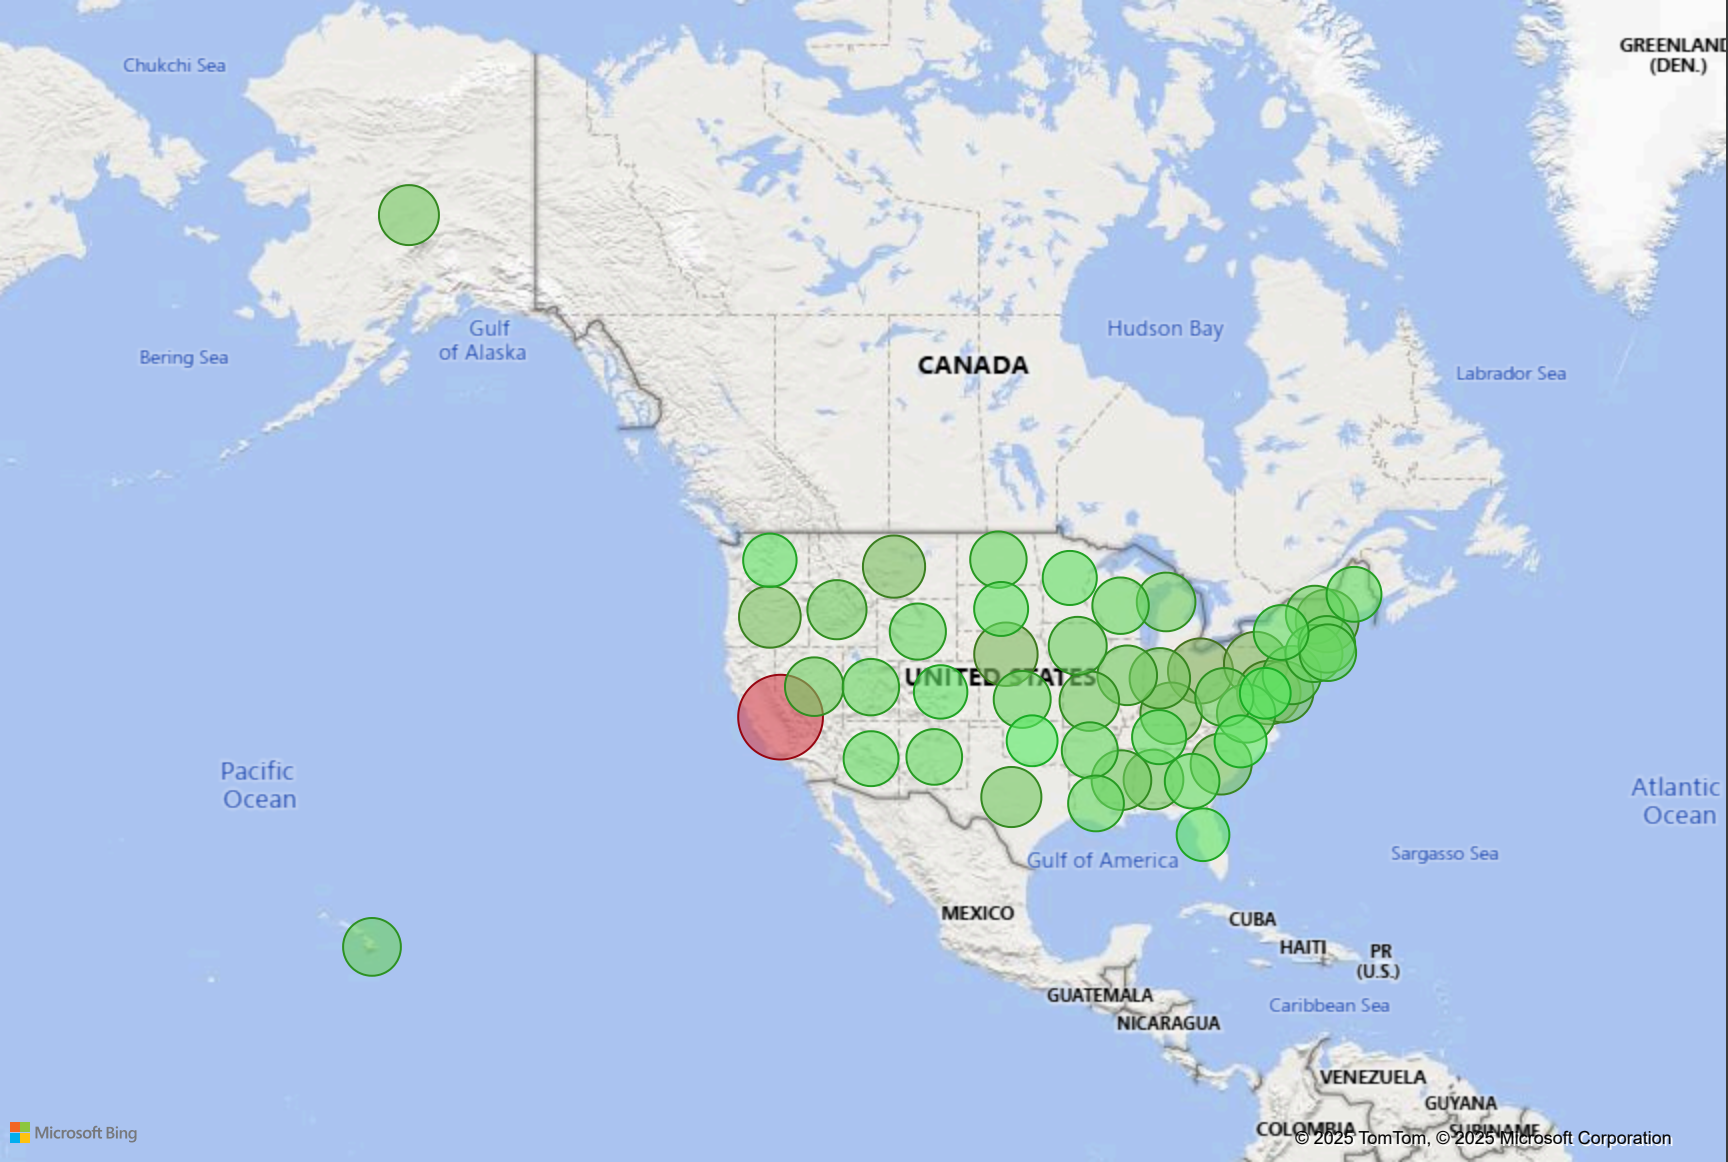 GREENLAND
(DEN.)
Chukchi Sea
Gulf
of Alaska
Bering Sea
Hudson Bay
CANADA
Labrador Sea
UNITED STATES
Pacific
Ocean
Atlantic
Ocean
Gulf of America
Sargasso Sea
MEXICO
CUBA
HAITI
PR
(U.S.)
GUATEMALA
Caribbean Sea
NICARAGUA
VENEZUELA
GUYANA
COLOMBIA
SURINAME
Microsoft Bing
© 2025 TomTom, © 2025 Microsoft Corporation